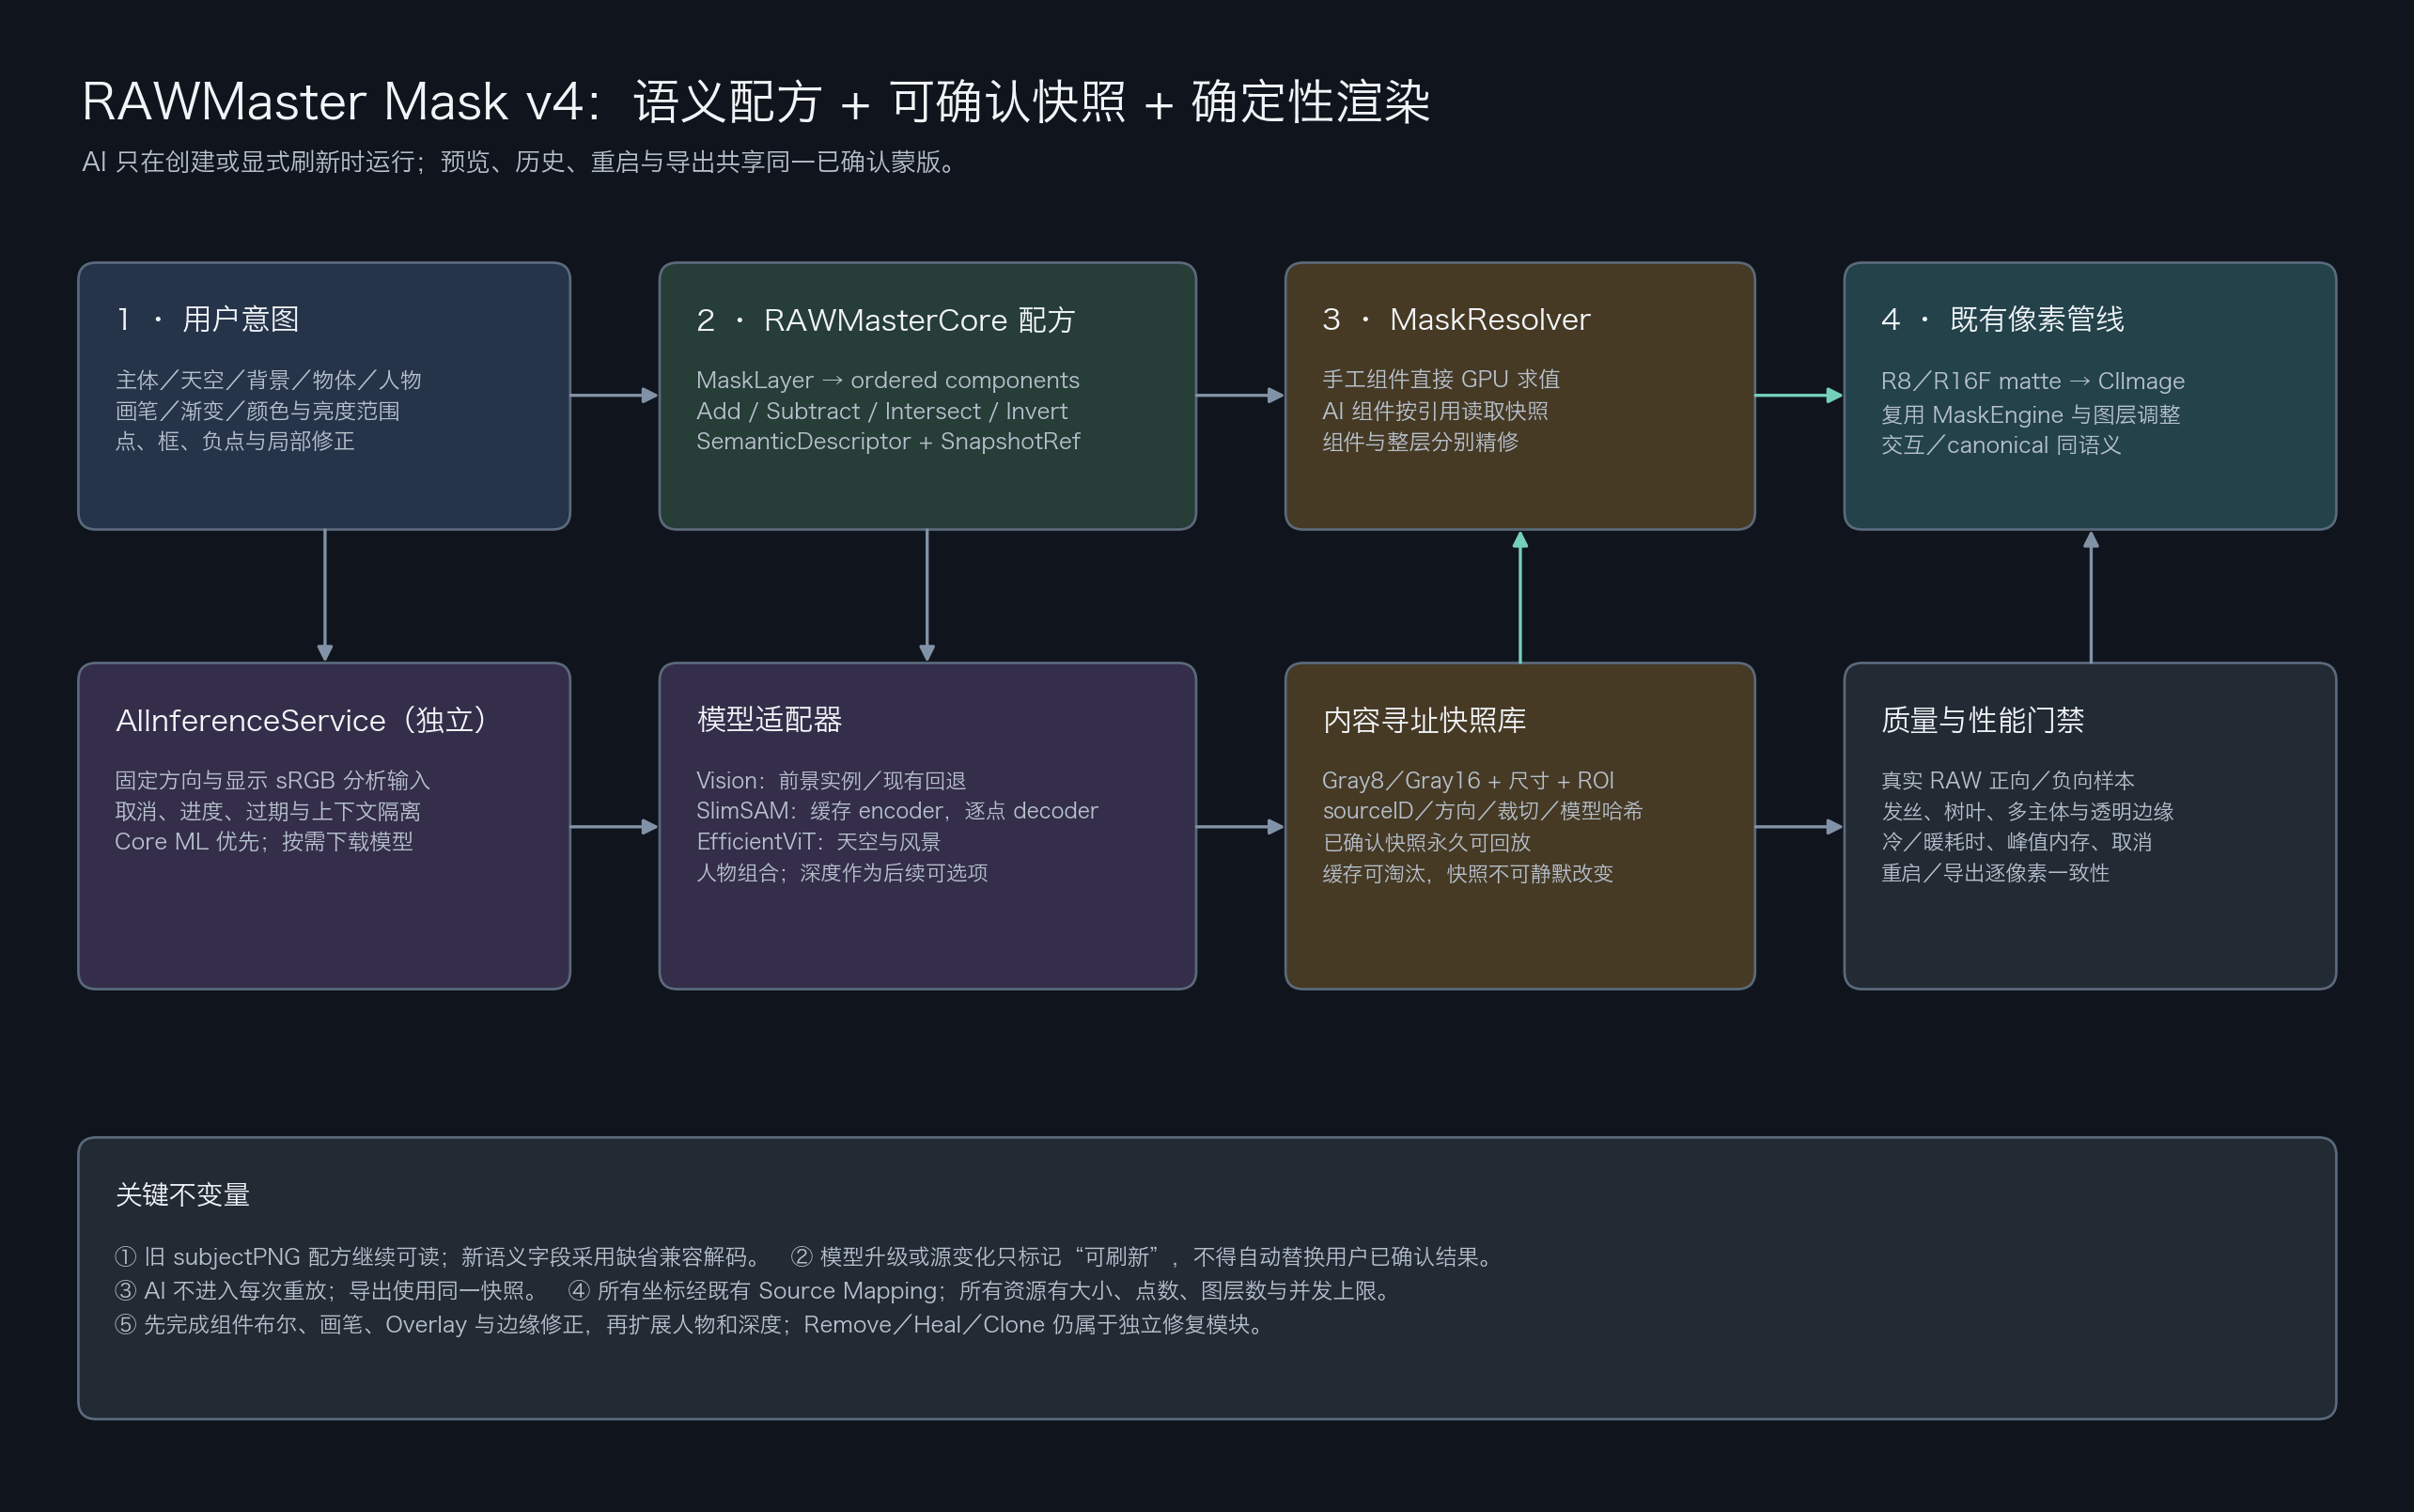 RAWMaster Mask v4：语义配方 + 可确认快照 + 确定性渲染
AI 只在创建或显式刷新时运行；预览、历史、重启与导出共享同一已确认蒙版。
1 · 用户意图
主体／天空／背景／物体／人物
画笔／渐变／颜色与亮度范围
点、框、负点与局部修正
2 · RAWMasterCore 配方
MaskLayer → ordered components
Add / Subtract / Intersect / Invert
SemanticDescriptor + SnapshotRef
3 · MaskResolver
手工组件直接 GPU 求值
AI 组件按引用读取快照
组件与整层分别精修
4 · 既有像素管线
R8／R16F matte → CIImage
复用 MaskEngine 与图层调整
交互／canonical 同语义
AIInferenceService（独立）
固定方向与显示 sRGB 分析输入
取消、进度、过期与上下文隔离
Core ML 优先；按需下载模型
模型适配器
Vision：前景实例／现有回退
SlimSAM：缓存 encoder，逐点 decoder
EfficientViT：天空与风景
人物组合；深度作为后续可选项
内容寻址快照库
Gray8／Gray16 + 尺寸 + ROI
sourceID／方向／裁切／模型哈希
已确认快照永久可回放
缓存可淘汰，快照不可静默改变
质量与性能门禁
真实 RAW 正向／负向样本
发丝、树叶、多主体与透明边缘
冷／暖耗时、峰值内存、取消
重启／导出逐像素一致性
关键不变量
① 旧 subjectPNG 配方继续可读；新语义字段采用缺省兼容解码。 ② 模型升级或源变化只标记“可刷新”，不得自动替换用户已确认结果。
③ AI 不进入每次重放；导出使用同一快照。 ④ 所有坐标经既有 Source Mapping；所有资源有大小、点数、图层数与并发上限。
⑤ 先完成组件布尔、画笔、Overlay 与边缘修正，再扩展人物和深度；Remove／Heal／Clone 仍属于独立修复模块。